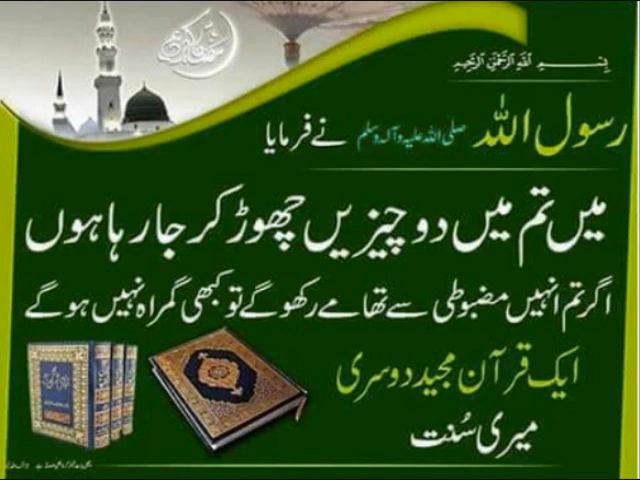 بِسْمِ اللهِ الرَّحْمٰنِ الرَّحِيْمِ
رسول اللہ صلی اللہ علیہ وآلہ وسلم نے فرمایا
میں تم میں دو چیزیں چھوڑ کر جا رہا ہوں
اگر تم انہیں مضبوطی سے تھامے رکھو گے تو کبھی گمراہ نہیں ہو گے
ایک قرآن مجید دوسری
میری سُنت